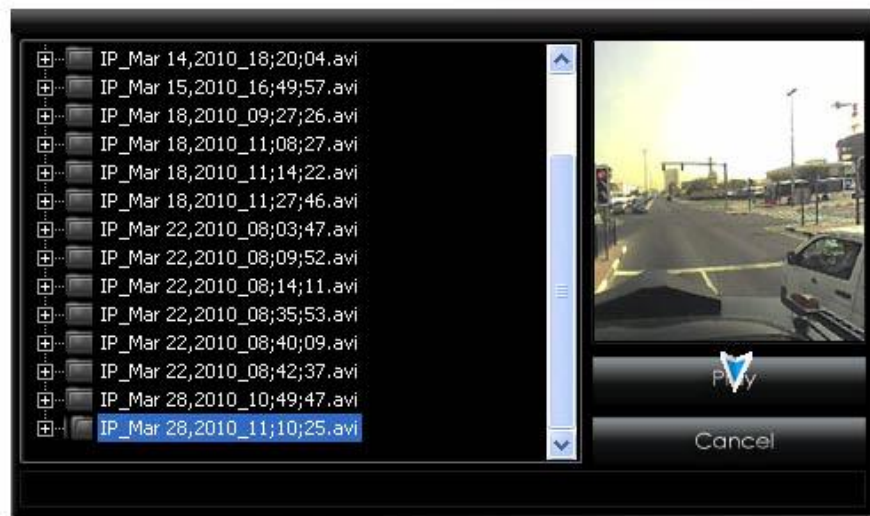 IP_Mar 14,2010_18;20;04.avi
IP_Mar 15,2010_16;49;57.avi
IP_Mar 18,2010_09;27;26.avi
IP_Mar 18,2010_11;08;27.avi
IP_Mar 18,2010_11;14;22.avi
IP_Mar 18,2010_11;27;46.avi
IP_Mar 22,2010_08;03;47.avi
IP_Mar 22,2010_08;09;52.avi
IP_Mar 22,2010_08;14;11.avi
IP_Mar 22,2010_08;35;53.avi
IP_Mar 22,2010_08;40;09.avi
IP_Mar 22,2010_08;42;37.avi
IP_Mar 28,2010_10;49;47.avi
IP_Mar 28,2010_11;10;25.avi
Play
Cancel